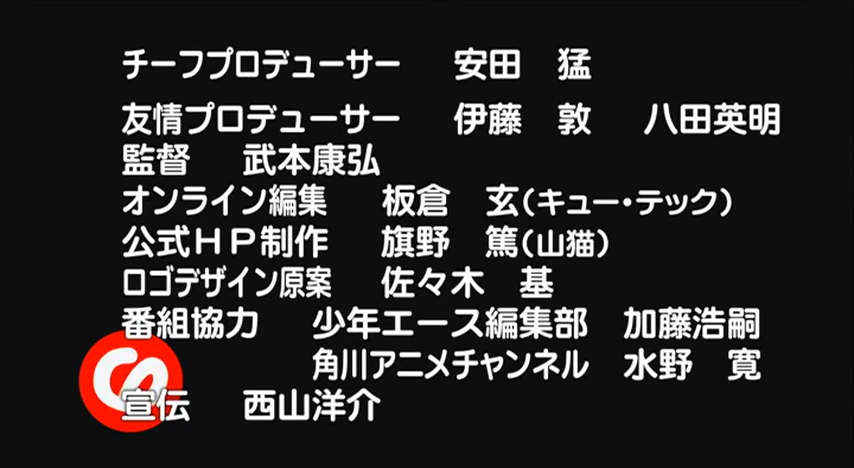 チーフプロデューサー　安田　猛
友情プロデューサー　伊藤　敦　八田英明
監督　武本康弘
オンライン編集　板倉　玄（キュー・テック）
公式ＨＰ制作　旗野　篤（山猫）
ロゴデザイン原案　佐々木　基
番組協力　少年エース編集部　加藤浩嗣
角川アニメチャンネル　水野　寛
宣伝　西山洋介